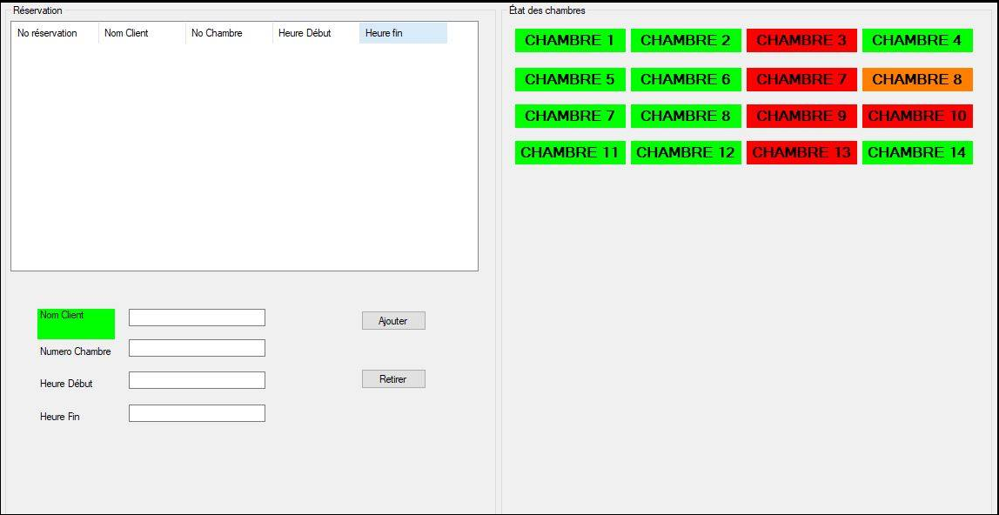 Réservation
No réservation Nom Client No Chambre Heure Début Heure fin
Nom Client
Numero Chambre
Heure Début
Heure Fin
Ajouter
Retirer
État des chambres
CHAMBRE 1 CHAMBRE 2 CHAMBRE 3 CHAMBRE 4
CHAMBRE 5 CHAMBRE 6 CHAMBRE 7 CHAMBRE 8
CHAMBRE 7 CHAMBRE 8 CHAMBRE 9 CHAMBRE 10
CHAMBRE 11 CHAMBRE 12 CHAMBRE 13 CHAMBRE 14